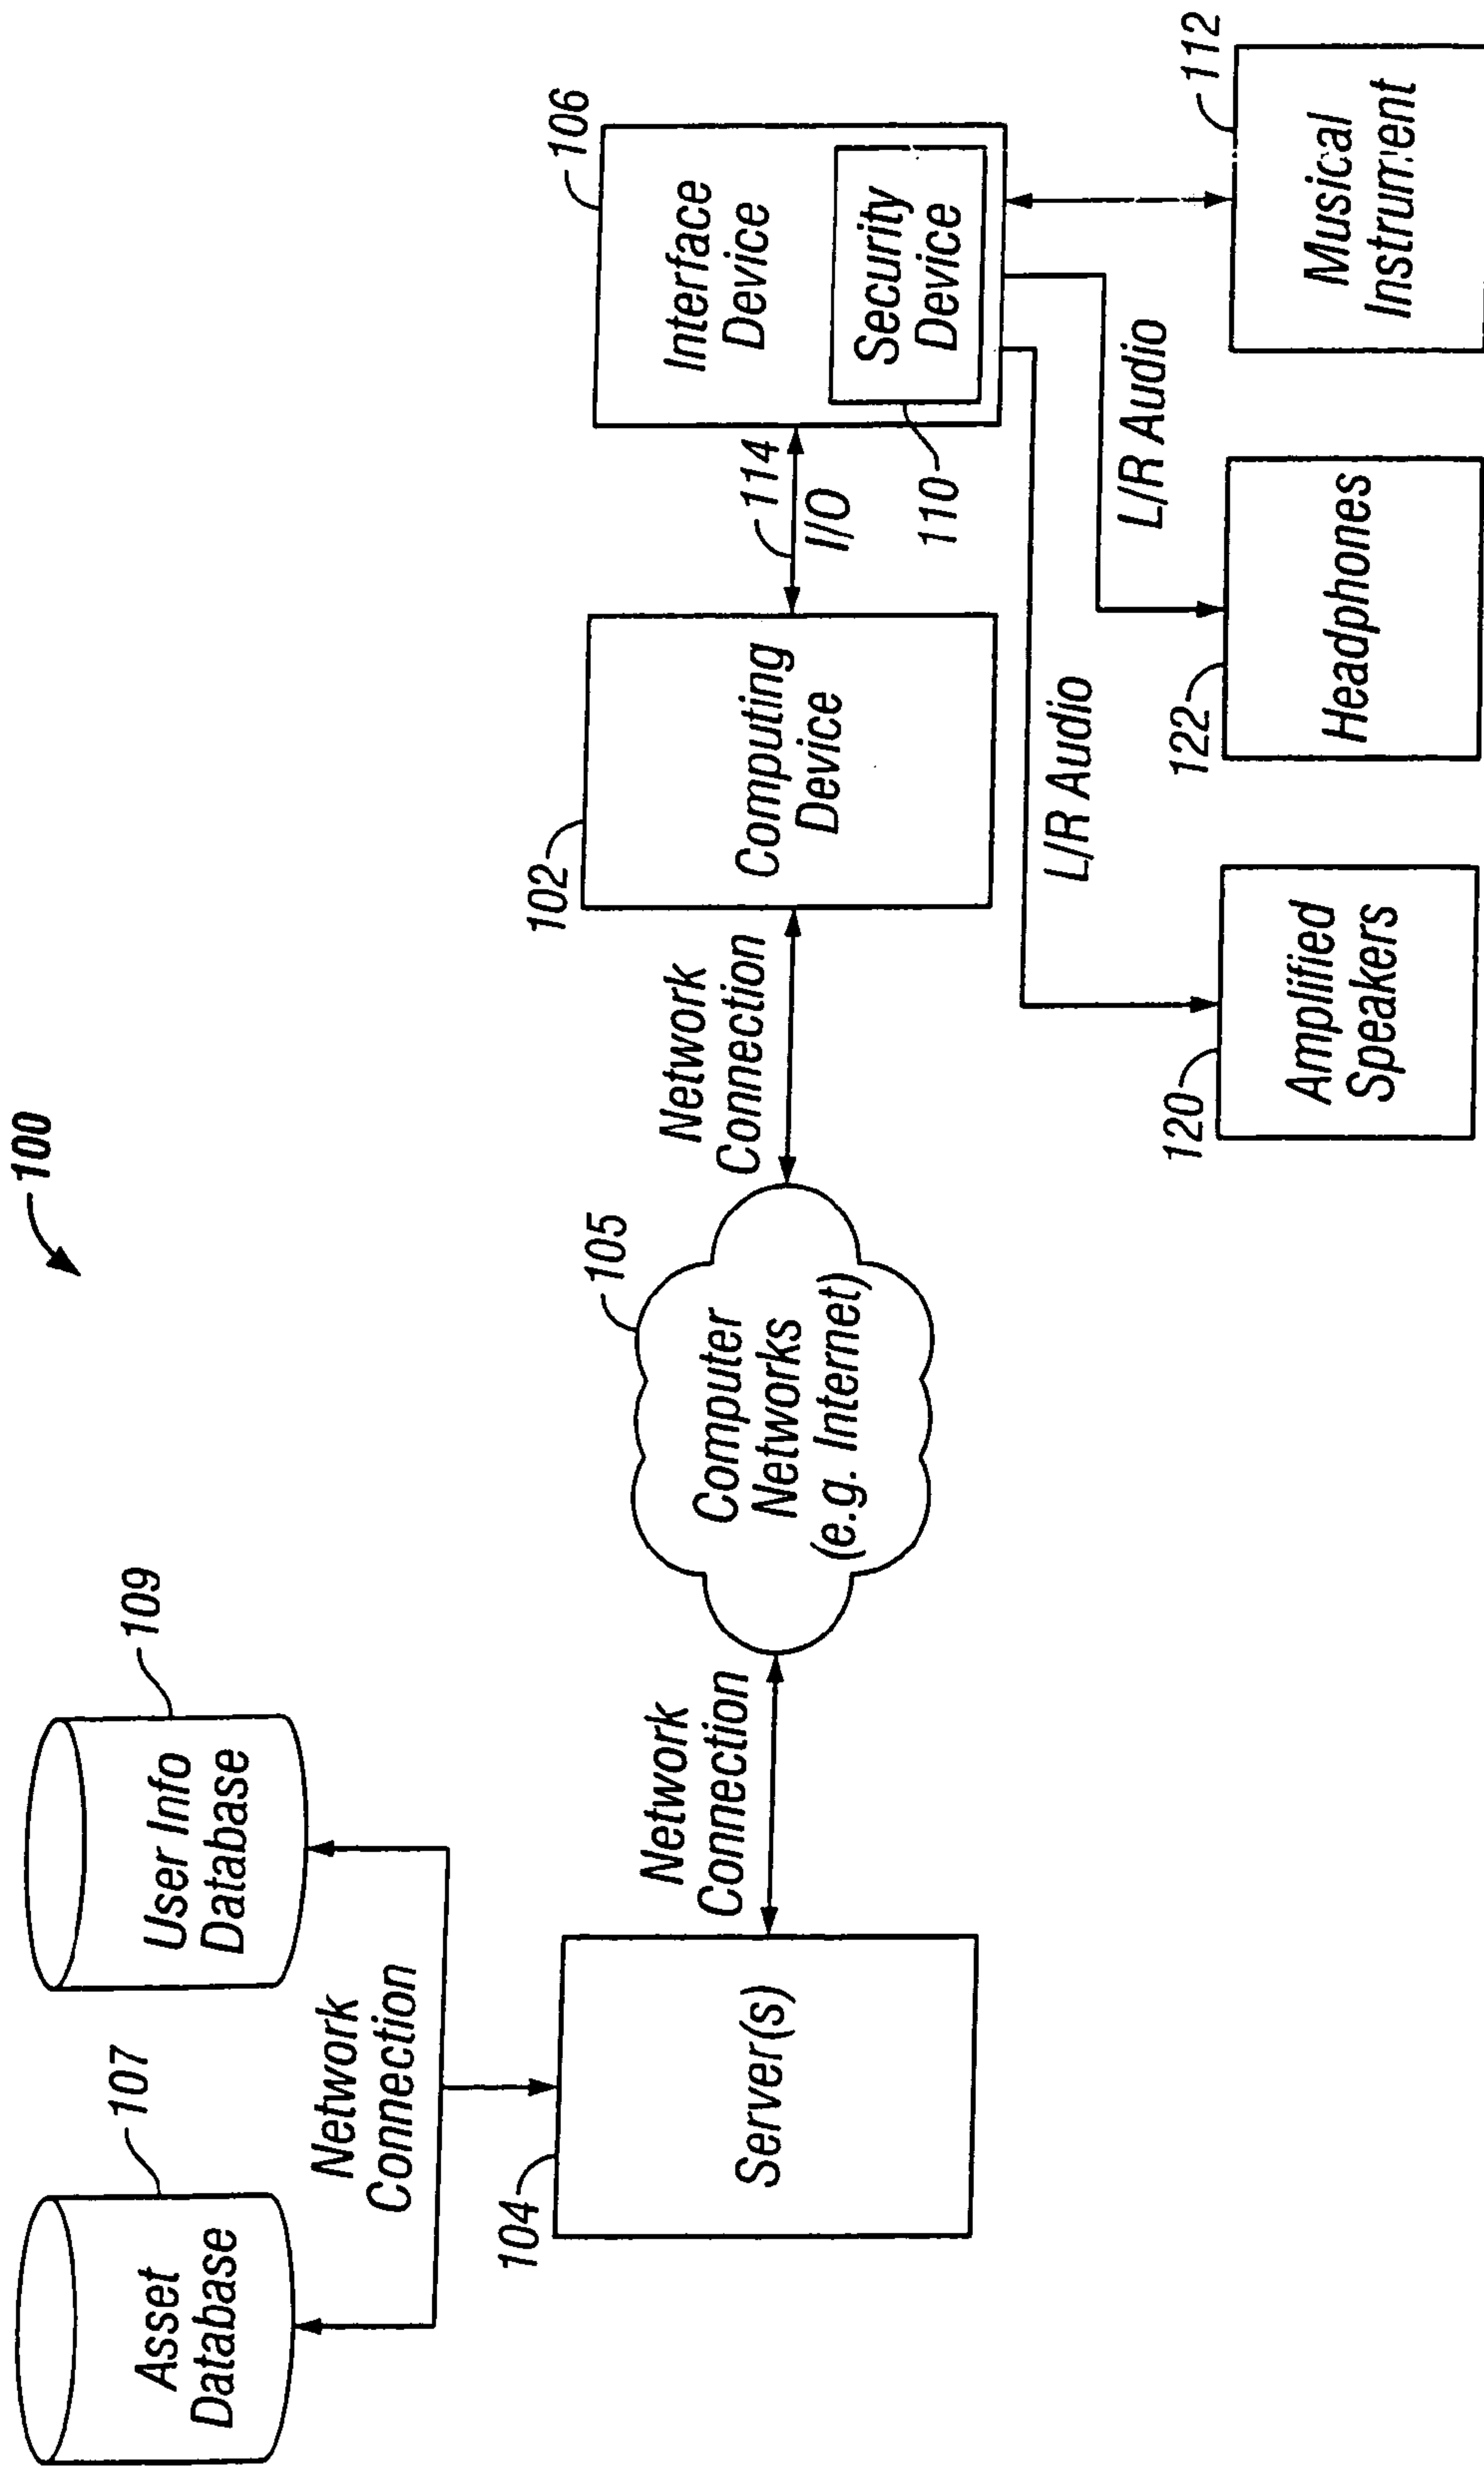 100
107
Asset
Database
109
User Info
Database
Network
Connection
104
Server(s)
Network
Connection
105
Computer
Networks
(e.g. Internet)
Network
Connection
102
Computing
Device
114
I/O
106
Interface
Device
Security
Device
110
L/R Audio
L/R Audio
120
Amplified
Speakers
122
Headphones
112
Musical
Instrument